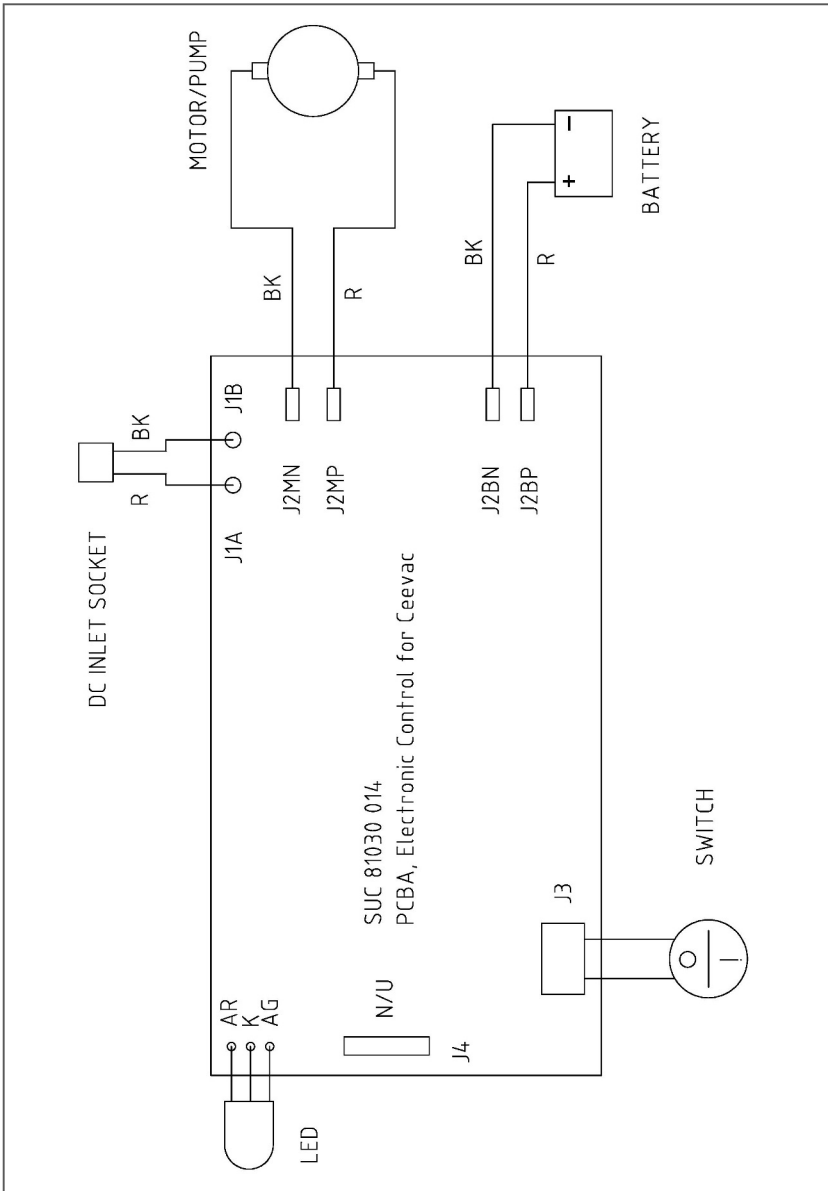 LED
AR
K
AG
N/U
J4
SUC 81030 014
PCBA, Electronic Control for Ceevac
J3
SWITCH
DC INLET SOCKET
R
BK
J1A
J1B
J2MN
J2MP
J2BN
J2BP
BK
R
MOTOR/PUMP
BK
R
+
-
BATTERY